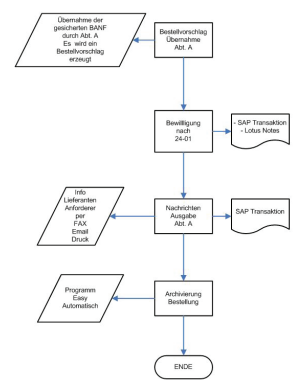 Übernahme der
gesicherten BANF
durch Abt. A
Es wird ein
Bestellvorschlag
erzeugt
Bestellvorschlag
Übernahme
Abt. A
Bewilligung
nach
24-01
- SAP Transaktion
- Lotus Notes
Info
Lieferanten
Anforderer
per
FAX
Email
Druck
Nachrichten
Ausgabe
Abt. A
SAP Transaktion
Programm
Easy
Automatisch
Archivierung
Bestellung
ENDE